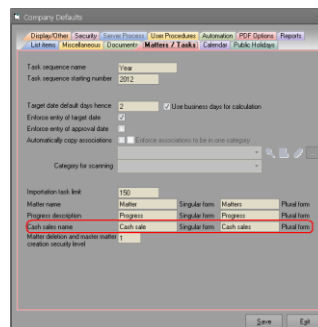 Company Defaults
Display/Other Security Server Process User Procedures Automation PDF Options Reports
List items Miscellaneous Documents Matters / Tasks Calendar Public Holidays
Task sequence name Year
Task sequence starting number 2012
Target date default days hence 2 Use business days for calculation
Enforce entry of target date
Enforce entry of approval date
Automatically copy associations Enforce associations to be in one category
Category for scanning
Importation task limit 150
Matter name Matter Singular form Matters Plural form
Progress description Progress Singular form Progress Plural form
Cash sales name Cash sale Singular form Cash sales Plural form
Matter deletion and master matter 1
creation security level
Save Exit